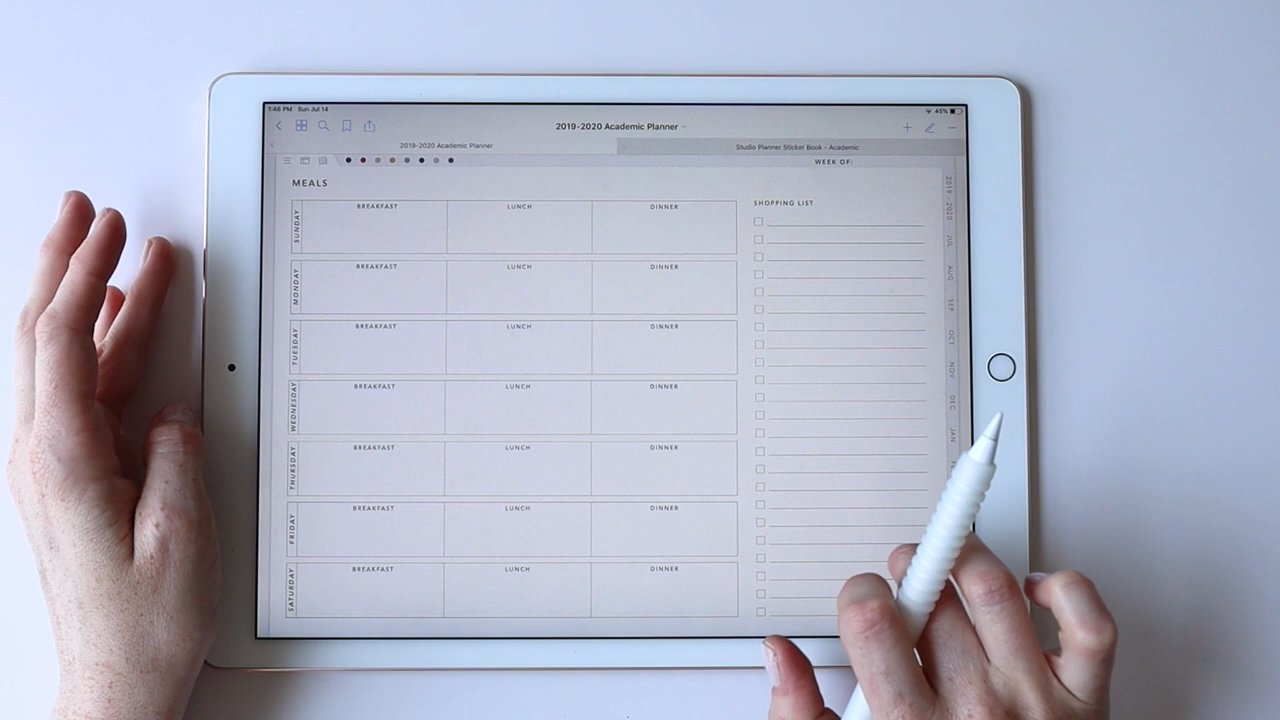 1:46 PM Sun Jul 14
45%
2019-2020 Academic Planner
2019-2020 Academic Planner
Studio Planner Sticker Book - Academic
WEEK OF:
MEALS
SHOPPING LIST
SUNDAY
BREAKFAST LUNCH DINNER
MONDAY
BREAKFAST LUNCH DINNER
TUESDAY
BREAKFAST LUNCH DINNER
WEDNESDAY
BREAKFAST LUNCH DINNER
THURSDAY
BREAKFAST LUNCH DINNER
FRIDAY
BREAKFAST LUNCH DINNER
SATURDAY
BREAKFAST LUNCH DINNER
2019 - 2020
JUL
AUG
SEP
OCT
NOV
DEC
JAN